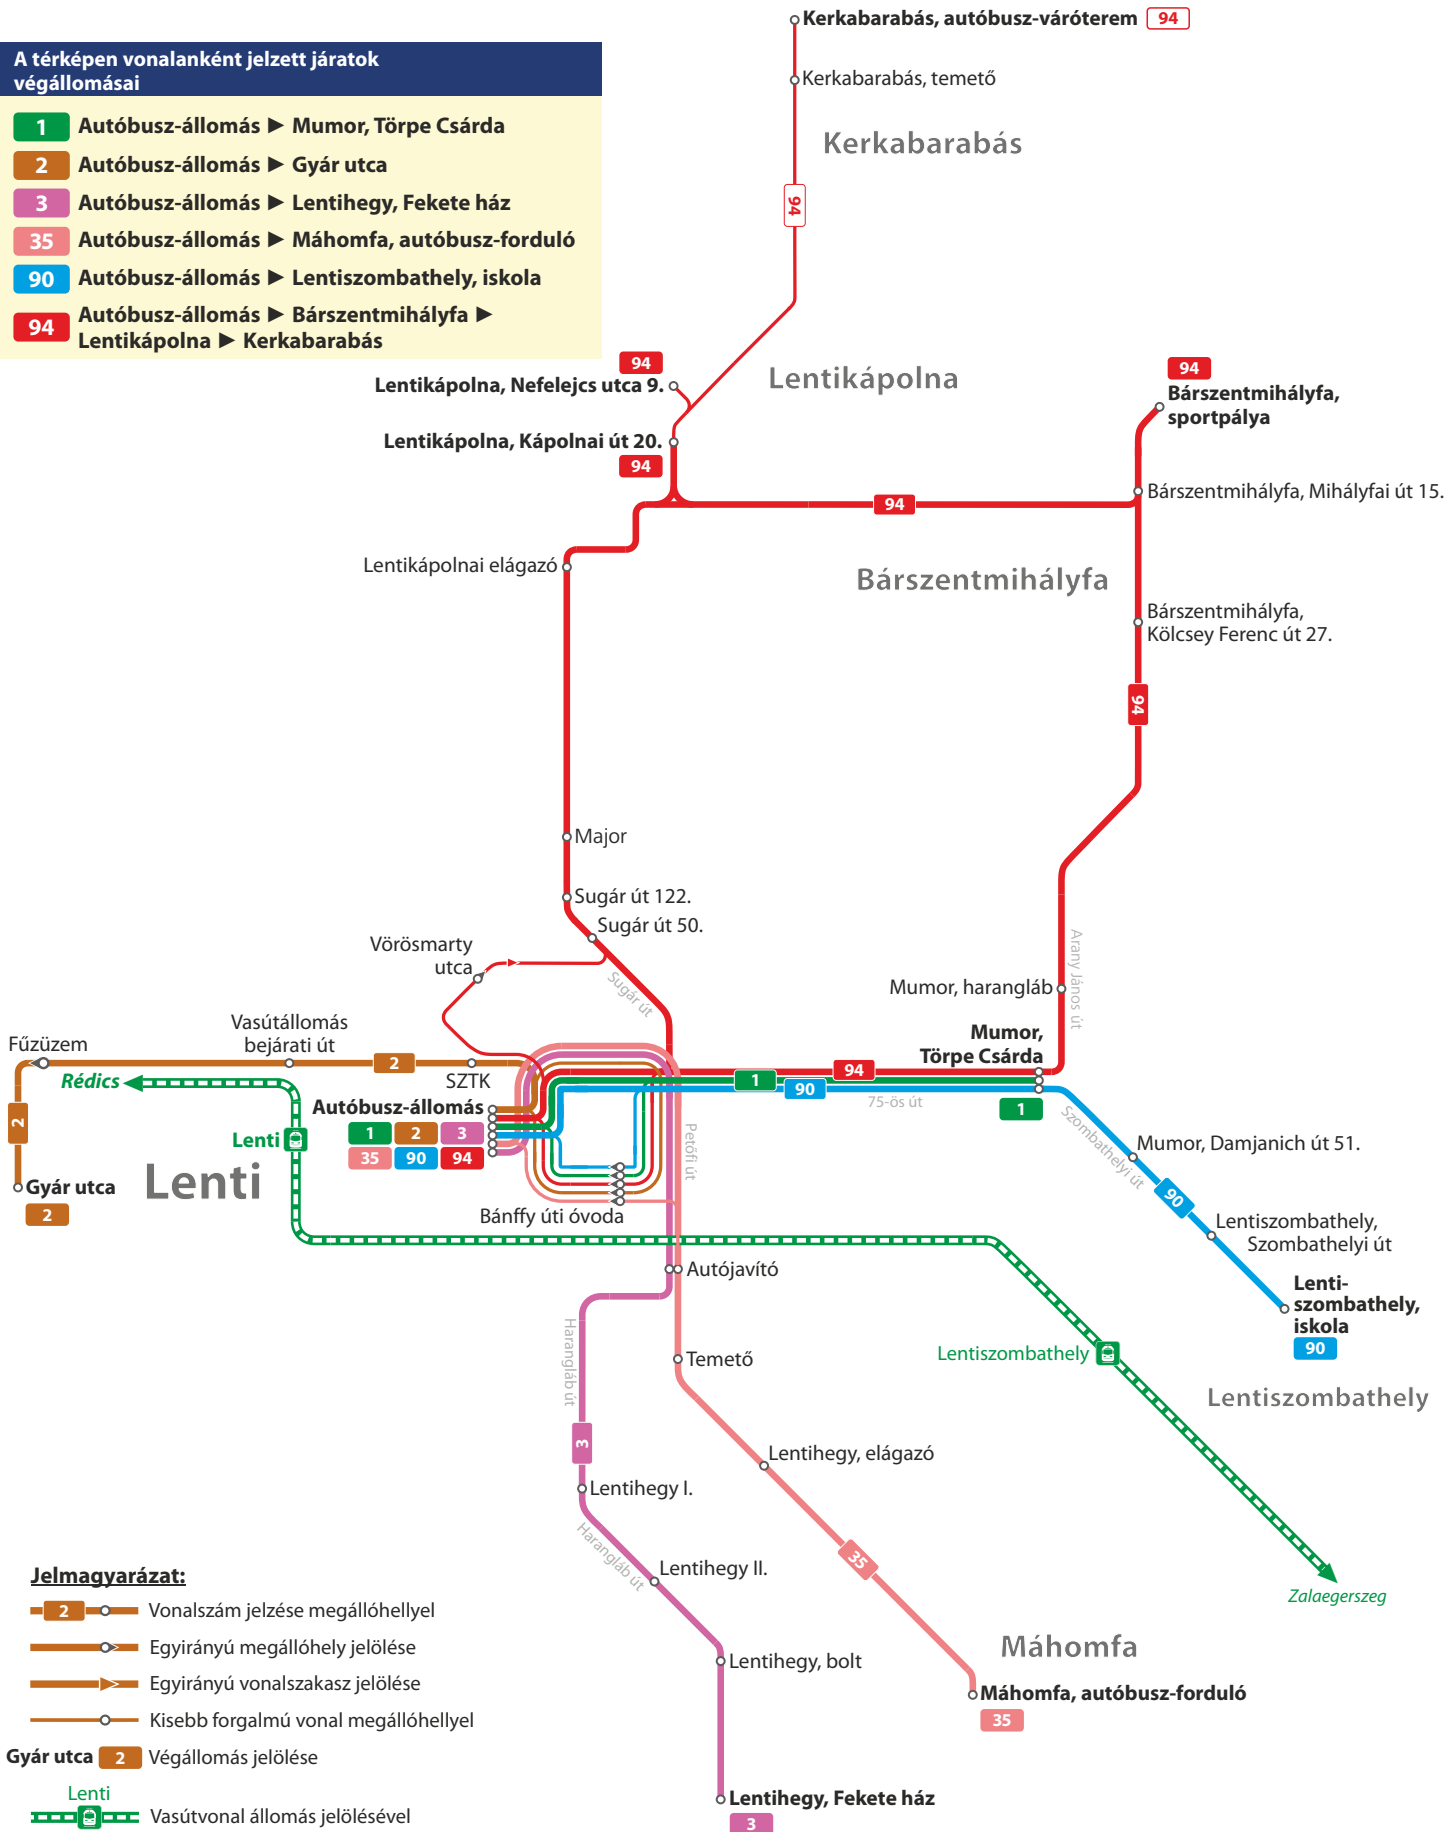 Kerkabarabás, autóbusz-váróterem 94
Kerkabarabás, temető
Kerkabarabás
94
A térképen vonalanként jelzett járatok
végállomásai
1 Autóbusz-állomás ► Mumor, Törpe Csárda
2 Autóbusz-állomás ► Gyár utca
3 Autóbusz-állomás ► Lentihegy, Fekete ház
35 Autóbusz-állomás ► Máhomfa, autóbusz-forduló
90 Autóbusz-állomás ► Lentiszombathely, iskola
94 Autóbusz-állomás ► Bárszentmihályfa ►
Lentikápolna ► Kerkabarabás
94
Lentikápolna, Nefelejcs utca 9.
Lentikápolna
Lentikápolna, Kápolnai út 20.
94
94
Bárszentmihályfa,
sportpálya
Bárszentmihályfa, Mihályfai út 15.
94
Lentikápolnai elágazó
Bárszentmihályfa
Bárszentmihályfa,
Kölcsey Ferenc út 27.
94
Major
Sugár út 122.
Sugár út 50.
Vörösmarty
utca
Sugár út
Arany János út
Mumor, harangláb
Mumor,
Törpe Csárda
Fűzüzem
Vasútállomás
bejárati út
2
SZTK
Rédics
94
1
90
75-ös út
1
Autóbusz-állomás
1 2 3
35 90 94
2
Lenti
Lenti
Gyár utca
2
Petőfi út
Bánffy úti óvoda
Szombathelyi út
Mumor, Damjanich út 51.
90
Lentiszombathely,
Szombathelyi út
Lenti-
szombathely,
iskola
90
Autójavító
Harangláb út
Temető
Lentiszombathely
Lentiszombathely
3
Lentihegy, elágazó
Lentihegy I.
Harangláb út
Lentihegy II.
35
Zalaegerszeg
Lentihegy, bolt
Máhomfa
Máhomfa, autóbusz-forduló
35
Lentihegy, Fekete ház
3
Jelmagyarázat:
2 Vonalszám jelzése megállóhellyel
Egyirányú megállóhely jelölése
Egyirányú vonalszakasz jelölése
Kisebb forgalmú vonal megállóhellyel
Gyár utca 2 Végállomás jelölése
Lenti
Vasútvonal állomás jelölésével